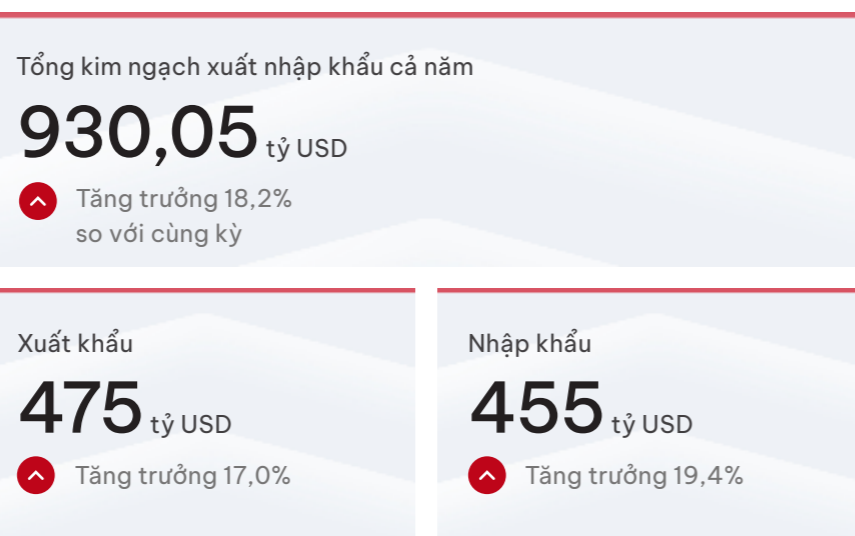 Tổng kim ngạch xuất nhập khẩu cả năm
930,05 tỷ USD
Tăng trưởng 18,2%
so với cùng kỳ
Xuất khẩu
475 tỷ USD
Tăng trưởng 17,0%
Nhập khẩu
455 tỷ USD
Tăng trưởng 19,4%